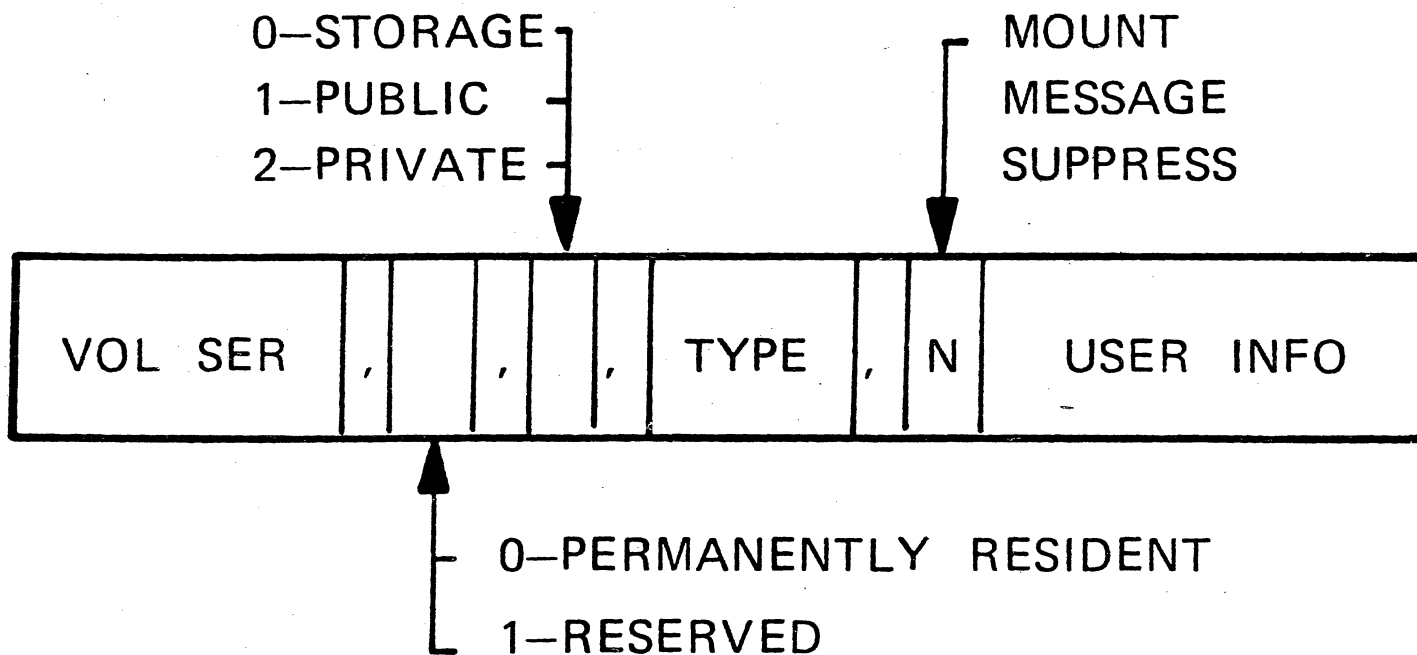 0—STORAGE
1—PUBLIC
2—PRIVATE
MOUNT
MESSAGE
SUPPRESS
VOL SER , , , TYPE , N USER INFO
0—PERMANENTLY RESIDENT
1—RESERVED